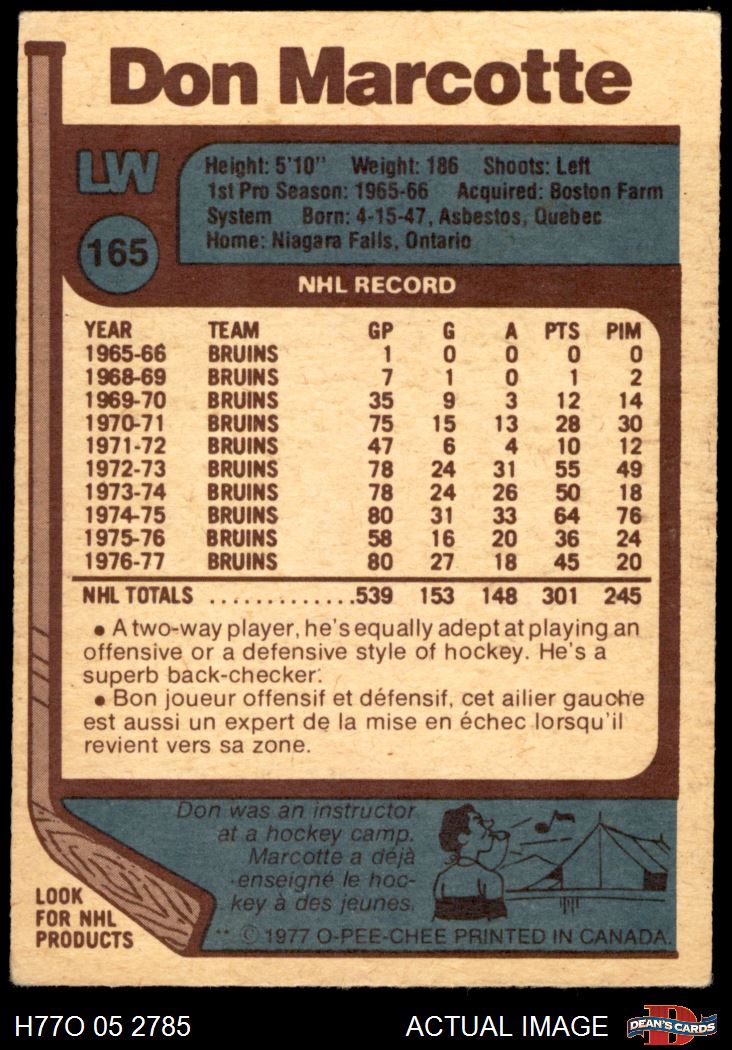 Don Marcotte
LW
165
Height: 5'10" Weight: 186 Shoots: Left
1st Pro Season: 1965-66 Acquired: Boston Farm
System Born: 4-15-47, Asbestos, Quebec
Home: Niagara Falls, Ontario
NHL RECORD
YEAR TEAM GP G A PTS PIM
1965-66 BRUINS 1 0 0 0 0
1968-69 BRUINS 7 1 0 1 2
1969-70 BRUINS 35 9 3 12 14
1970-71 BRUINS 75 15 13 28 30
1971-72 BRUINS 47 6 4 10 12
1972-73 BRUINS 78 24 31 55 49
1973-74 BRUINS 78 24 26 50 18
1974-75 BRUINS 80 31 33 64 76
1975-76 BRUINS 58 16 20 36 24
1976-77 BRUINS 80 27 18 45 20
NHL TOTALS .............539 153 148 301 245
• A two-way player, he's equally adept at playing an
offensive or a defensive style of hockey. He's a
superb back-checker.
• Bon joueur offensif et défensif, cet ailier gauche
est aussi un expert de la mise en échec lorsqu'il
revient vers sa zone.
Don was an instructor
at a hockey camp.
Marcotte a déjà
enseigné le hoc-
key à des jeunes.
LOOK
FOR NHL
PRODUCTS
** © 1977 O-PEE-CHEE PRINTED IN CANADA.
H77O 05 2785
ACTUAL IMAGE
D
DEAN'S CARDS